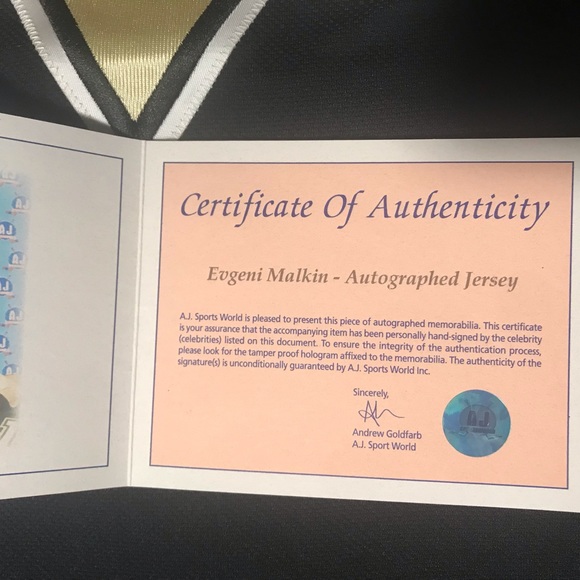 Certificate Of Authenticity
Evgeni Malkin - Autographed Jersey
A.J. Sports World is pleased to present this piece of autographed memorabilia. This certificate
is your assurance that the accompanying item has been personally hand-signed by the celebrity
(celebrities) listed on this document. To ensure the integrity of the authentication process,
please look for the tamper proof hologram affixed to the memorabilia. The authenticity of the
signature(s) is unconditionally guaranteed by A.J. Sports World Inc.
Sincerely,
Andrew Goldfarb
A.J. Sport World
A.J.